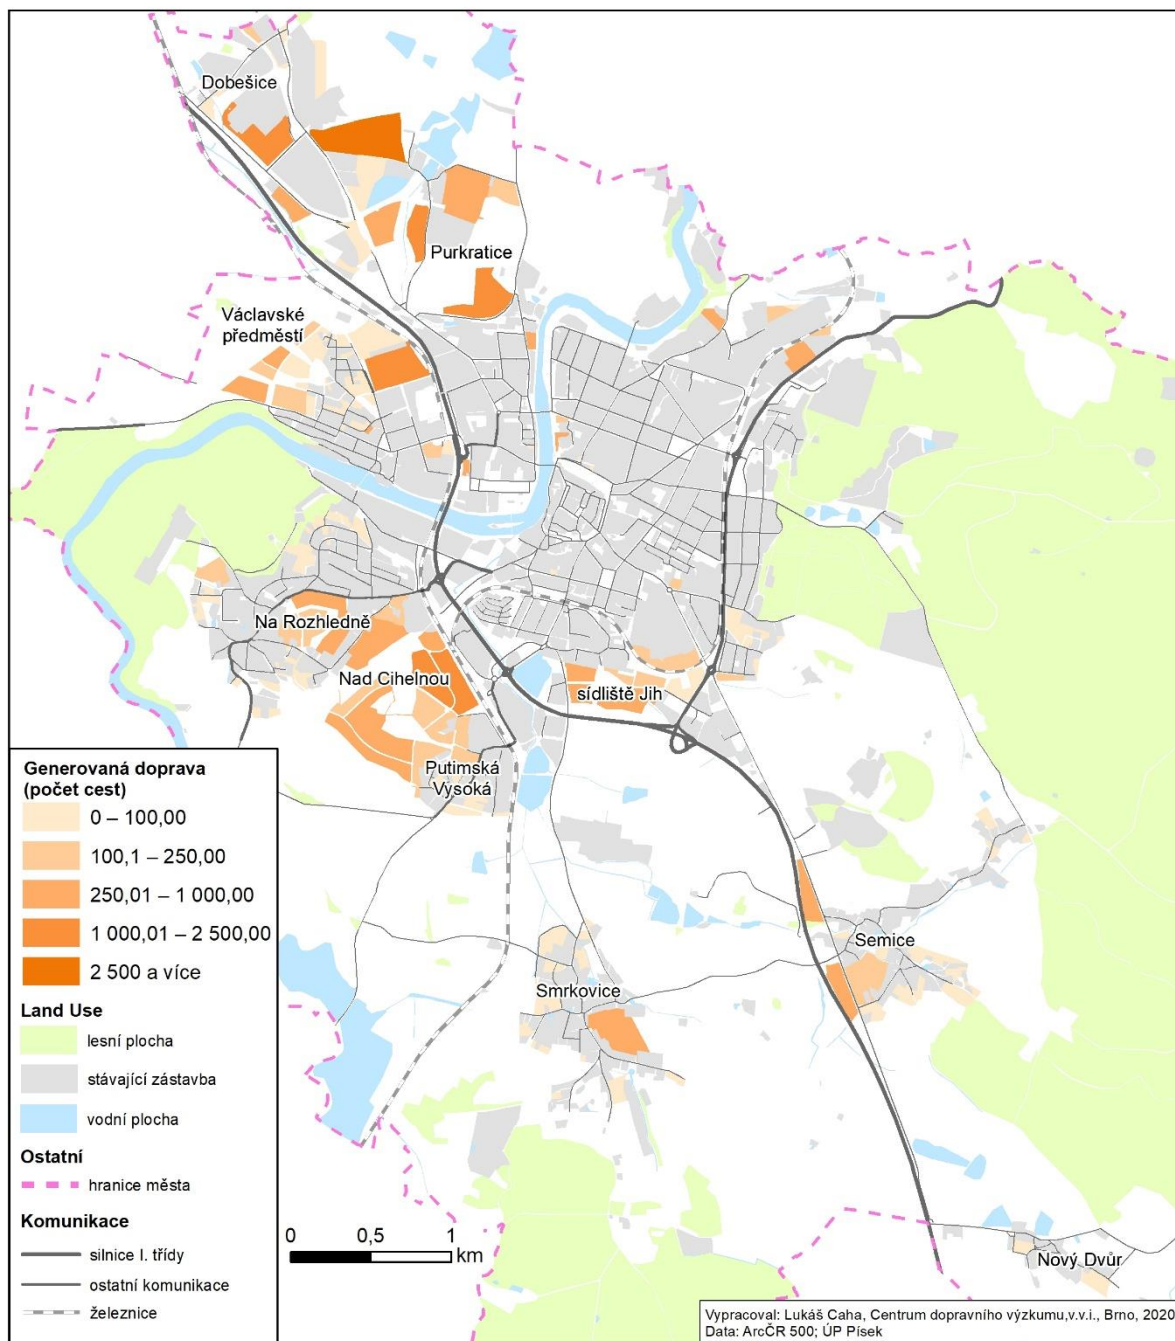 Dobešice
Purkratice
Václavské
předměstí
Na Rozhledně
Nad Cihelnou
sídliště Jih
Putimská
Vysoká
Semice
Smrkovice
Nový Dvůr
Generovaná doprava
(počet cest)
0 – 100,00
100,1 – 250,00
250,01 – 1 000,00
1 000,01 – 2 500,00
2 500 a více
Land Use
lesní plocha
stávající zástavba
vodní plocha
Ostatní
hranice města
Komunikace
silnice I. třídy
ostatní komunikace
železnice
0 0,5 1
km
Vypracoval: Lukáš Caha, Centrum dopravního výzkumu,v.v.i., Brno, 2020
Data: ArcČR 500; ÚP Písek